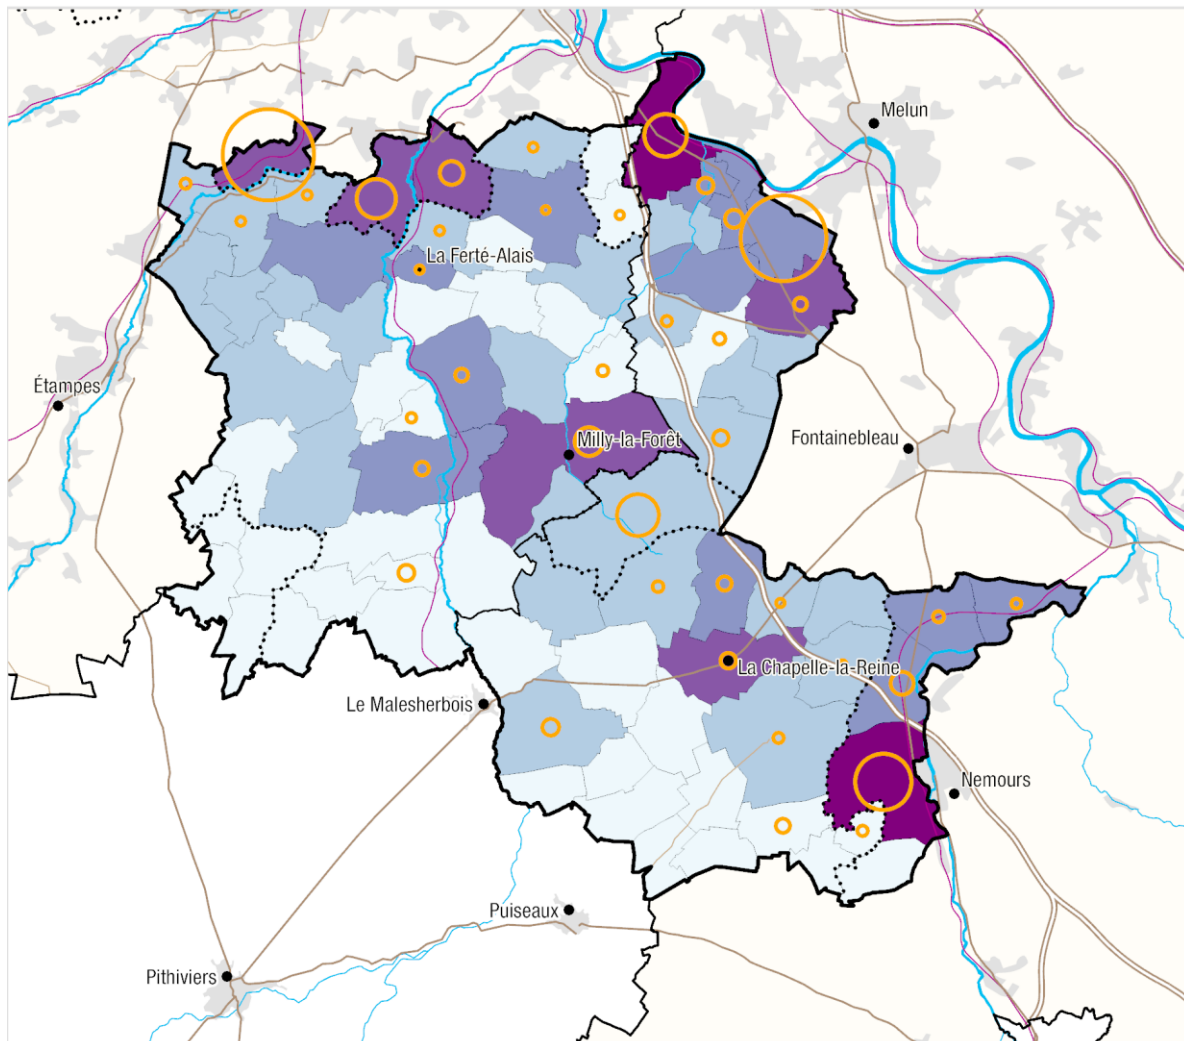 Melun
La Ferté-Alais
Étampes
Milly-la-Forêt
Fontainebleau
La Chapelle-la-Reine
Le Malesherbois
Nemours
Puiseaux
Pithiviers